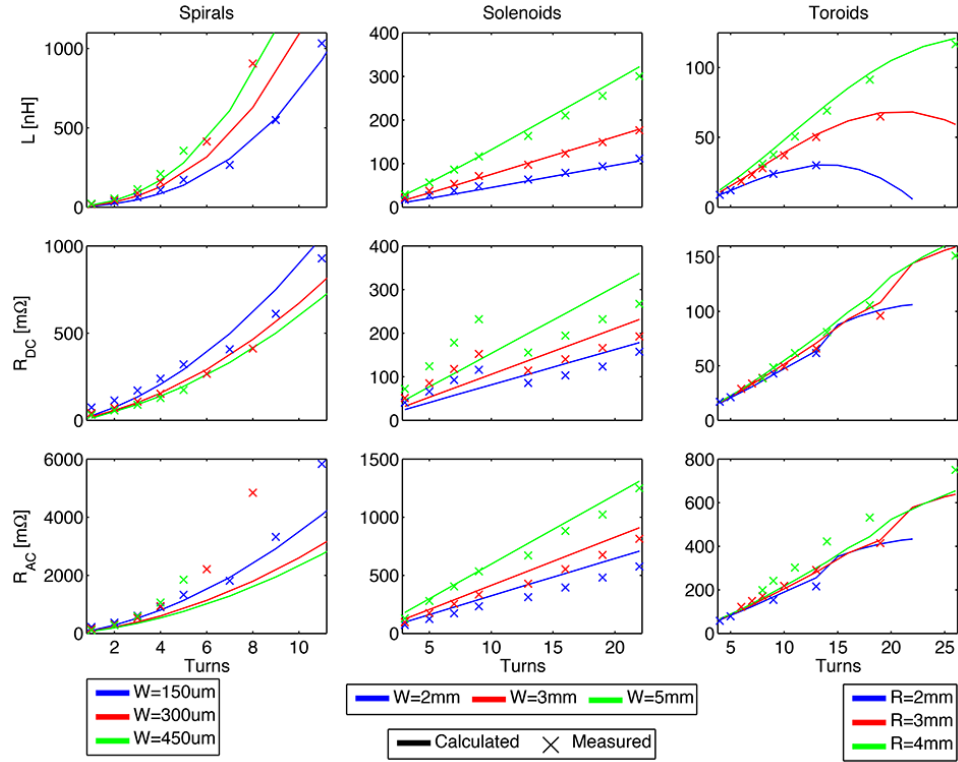 Spirals
Solenoids
Toroids
L [nH]
1000
500
0
400
300
200
100
0
100
50
0
R_DC [mΩ]
1000
500
0
400
300
200
100
0
150
100
50
0
R_AC [mΩ]
6000
4000
2000
0
1500
1000
500
0
800
600
400
200
0
2 4 6 8 10
5 10 15 20
5 10 15 20 25
Turns
Turns
Turns
W=150um
W=300um
W=450um
W=2mm W=3mm W=5mm
Calculated Measured
R=2mm
R=3mm
R=4mm